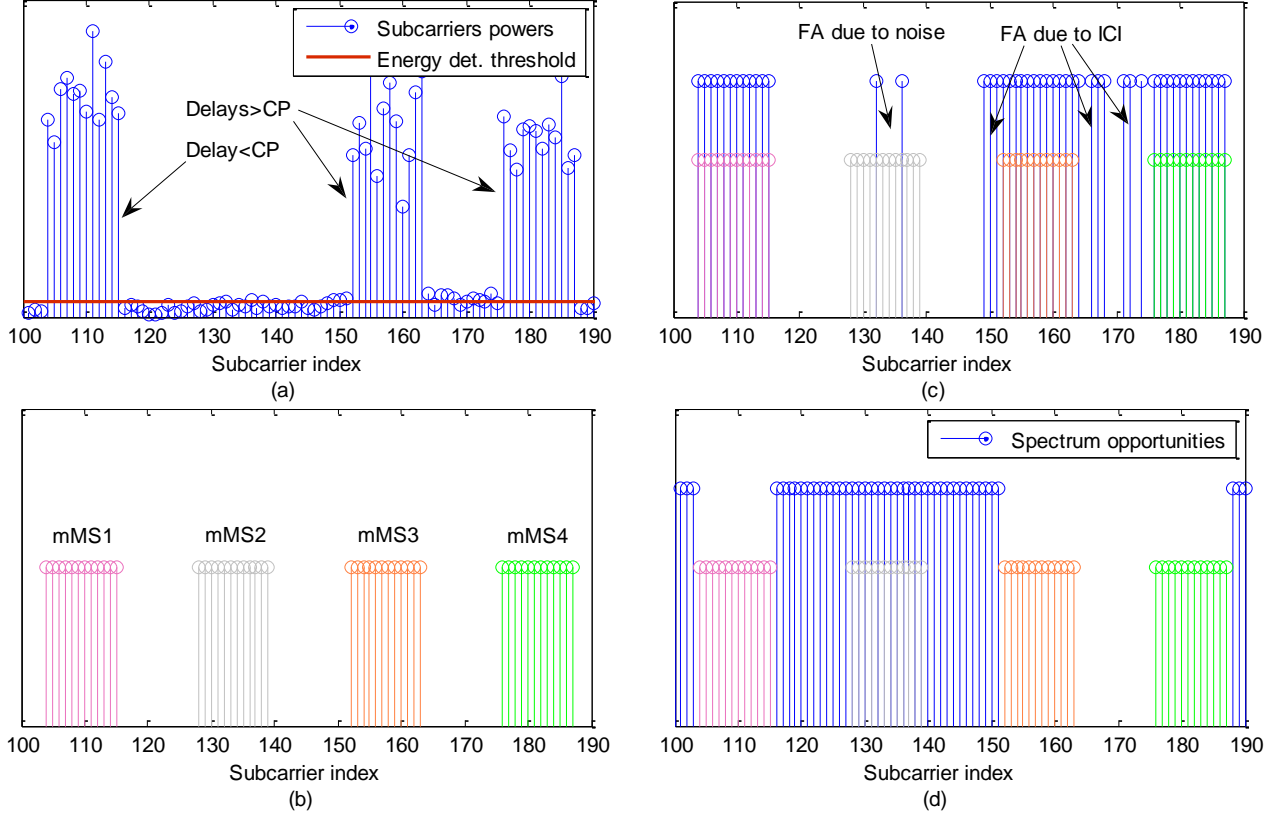 Subcarriers powers
Energy det. threshold
Delays>CP
Delay<CP
100 110 120 130 140 150 160 170 180 190
Subcarrier index
(a)
FA due to noise
FA due to ICI
100 110 120 130 140 150 160 170 180 190
Subcarrier index
(c)
mMS1
mMS2
mMS3
mMS4
100 110 120 130 140 150 160 170 180 190
Subcarrier index
(b)
Spectrum opportunities
100 110 120 130 140 150 160 170 180 190
Subcarrier index
(d)